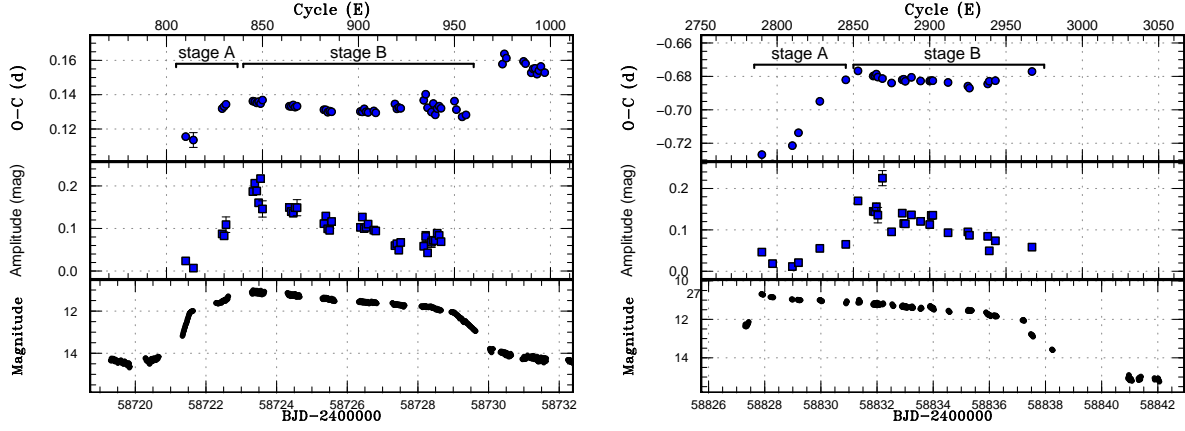 Cycle (E)
800 850 900 950 1000
stage A stage B
O-C (d)
0.16
0.14
0.12
Amplitude (mag)
0.2
0.1
0.0
Magnitude
12
14
58720 58722 58724 58726 58728 58730 58732
BJD-2400000
Cycle (E)
2750 2800 2850 2900 2950 3000 3050
stage A stage B
O-C (d)
−0.66
−0.68
−0.70
−0.72
Amplitude (mag)
0.2
0.1
0.0
Magnitude
10
27
12
14
58826 58828 58830 58832 58834 58836 58838 58840 58842
BJD-2400000